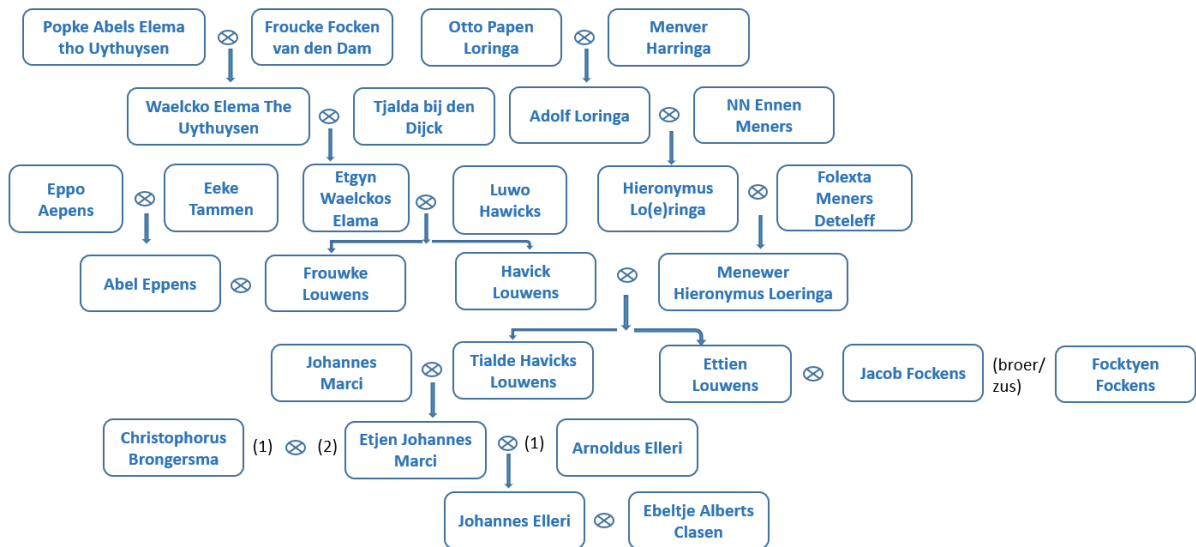 Popke Abels Elema
tho Uythuysen
Froucke Focken
van den Dam
Otto Papen
Loringa
Menver
Harringa
Waelcko Elema The
Uythuysen
Tjalda bij den
Dijck
Adolf Loringa
NN Ennen
Meners
Eppo
Aepens
Eeke
Tammen
Etgyn
Waelckos
Elama
Luwo
Hawicks
Hieronymus
Lo(e)ringa
Folexta
Meners
Deteleff
Abel Eppens
Frouwke
Louwens
Havick
Louwens
Menewer
Hieronymus Loeringa
Johannes
Marci
Tialde Havicks
Louwens
Ettien
Louwens
Jacob Fockens
(broer/
zus)
Focktyen
Fockens
Christophorus
Brongersma
(1)
(2)
Etjen Johannes
Marci
(1)
Arnoldus Elleri
Johannes Elleri
Ebeltje Alberts
Clasen